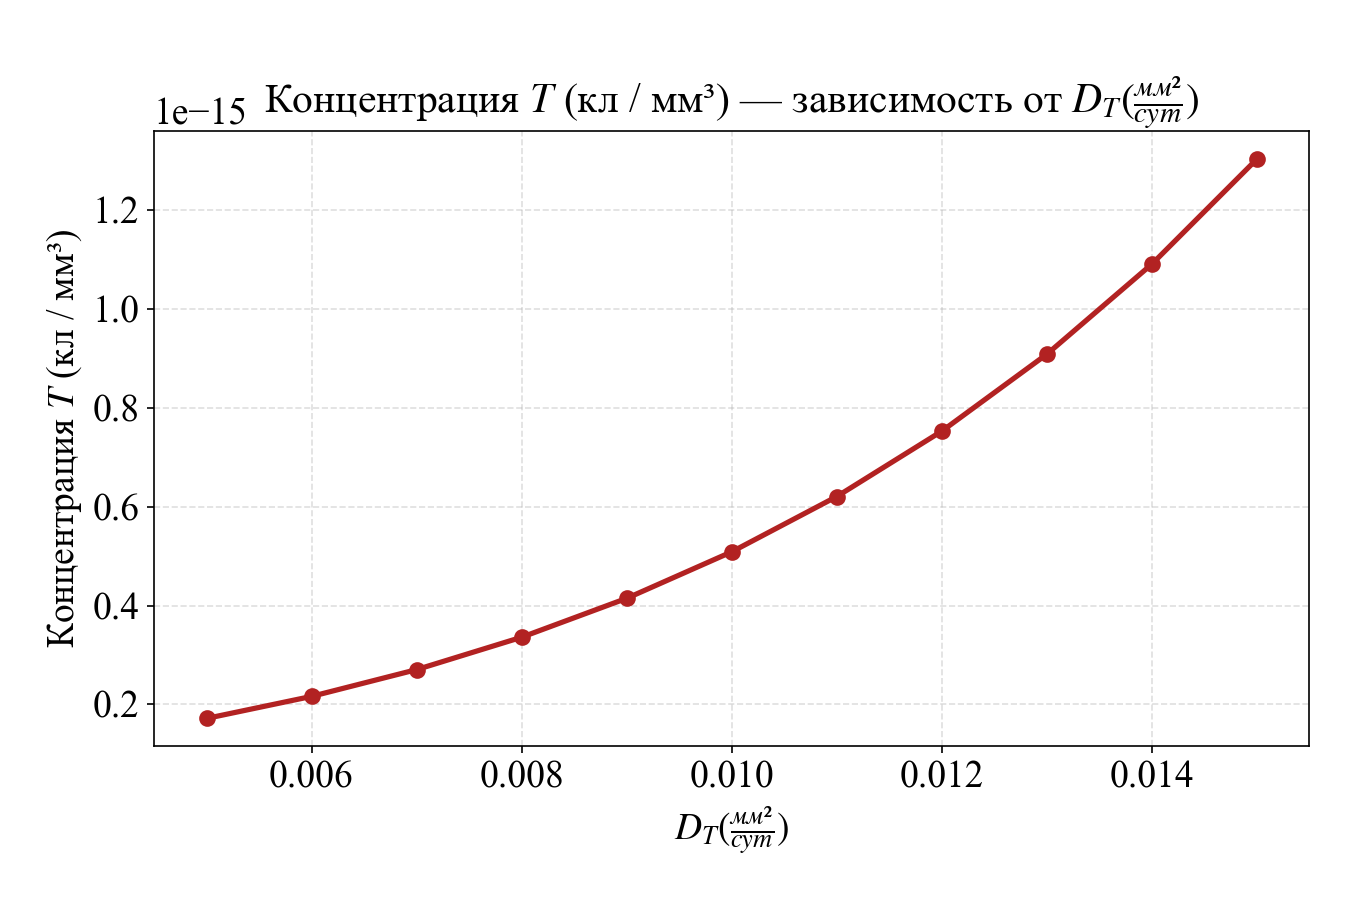 1e−15 Концентрация T (кл / мм³) — зависимость от D_T(мм²/сут)
Концентрация T (кл / мм³)
1.2
1.0
0.8
0.6
0.4
0.2
0.006 0.008 0.010 0.012 0.014
D_T(мм²/сут)